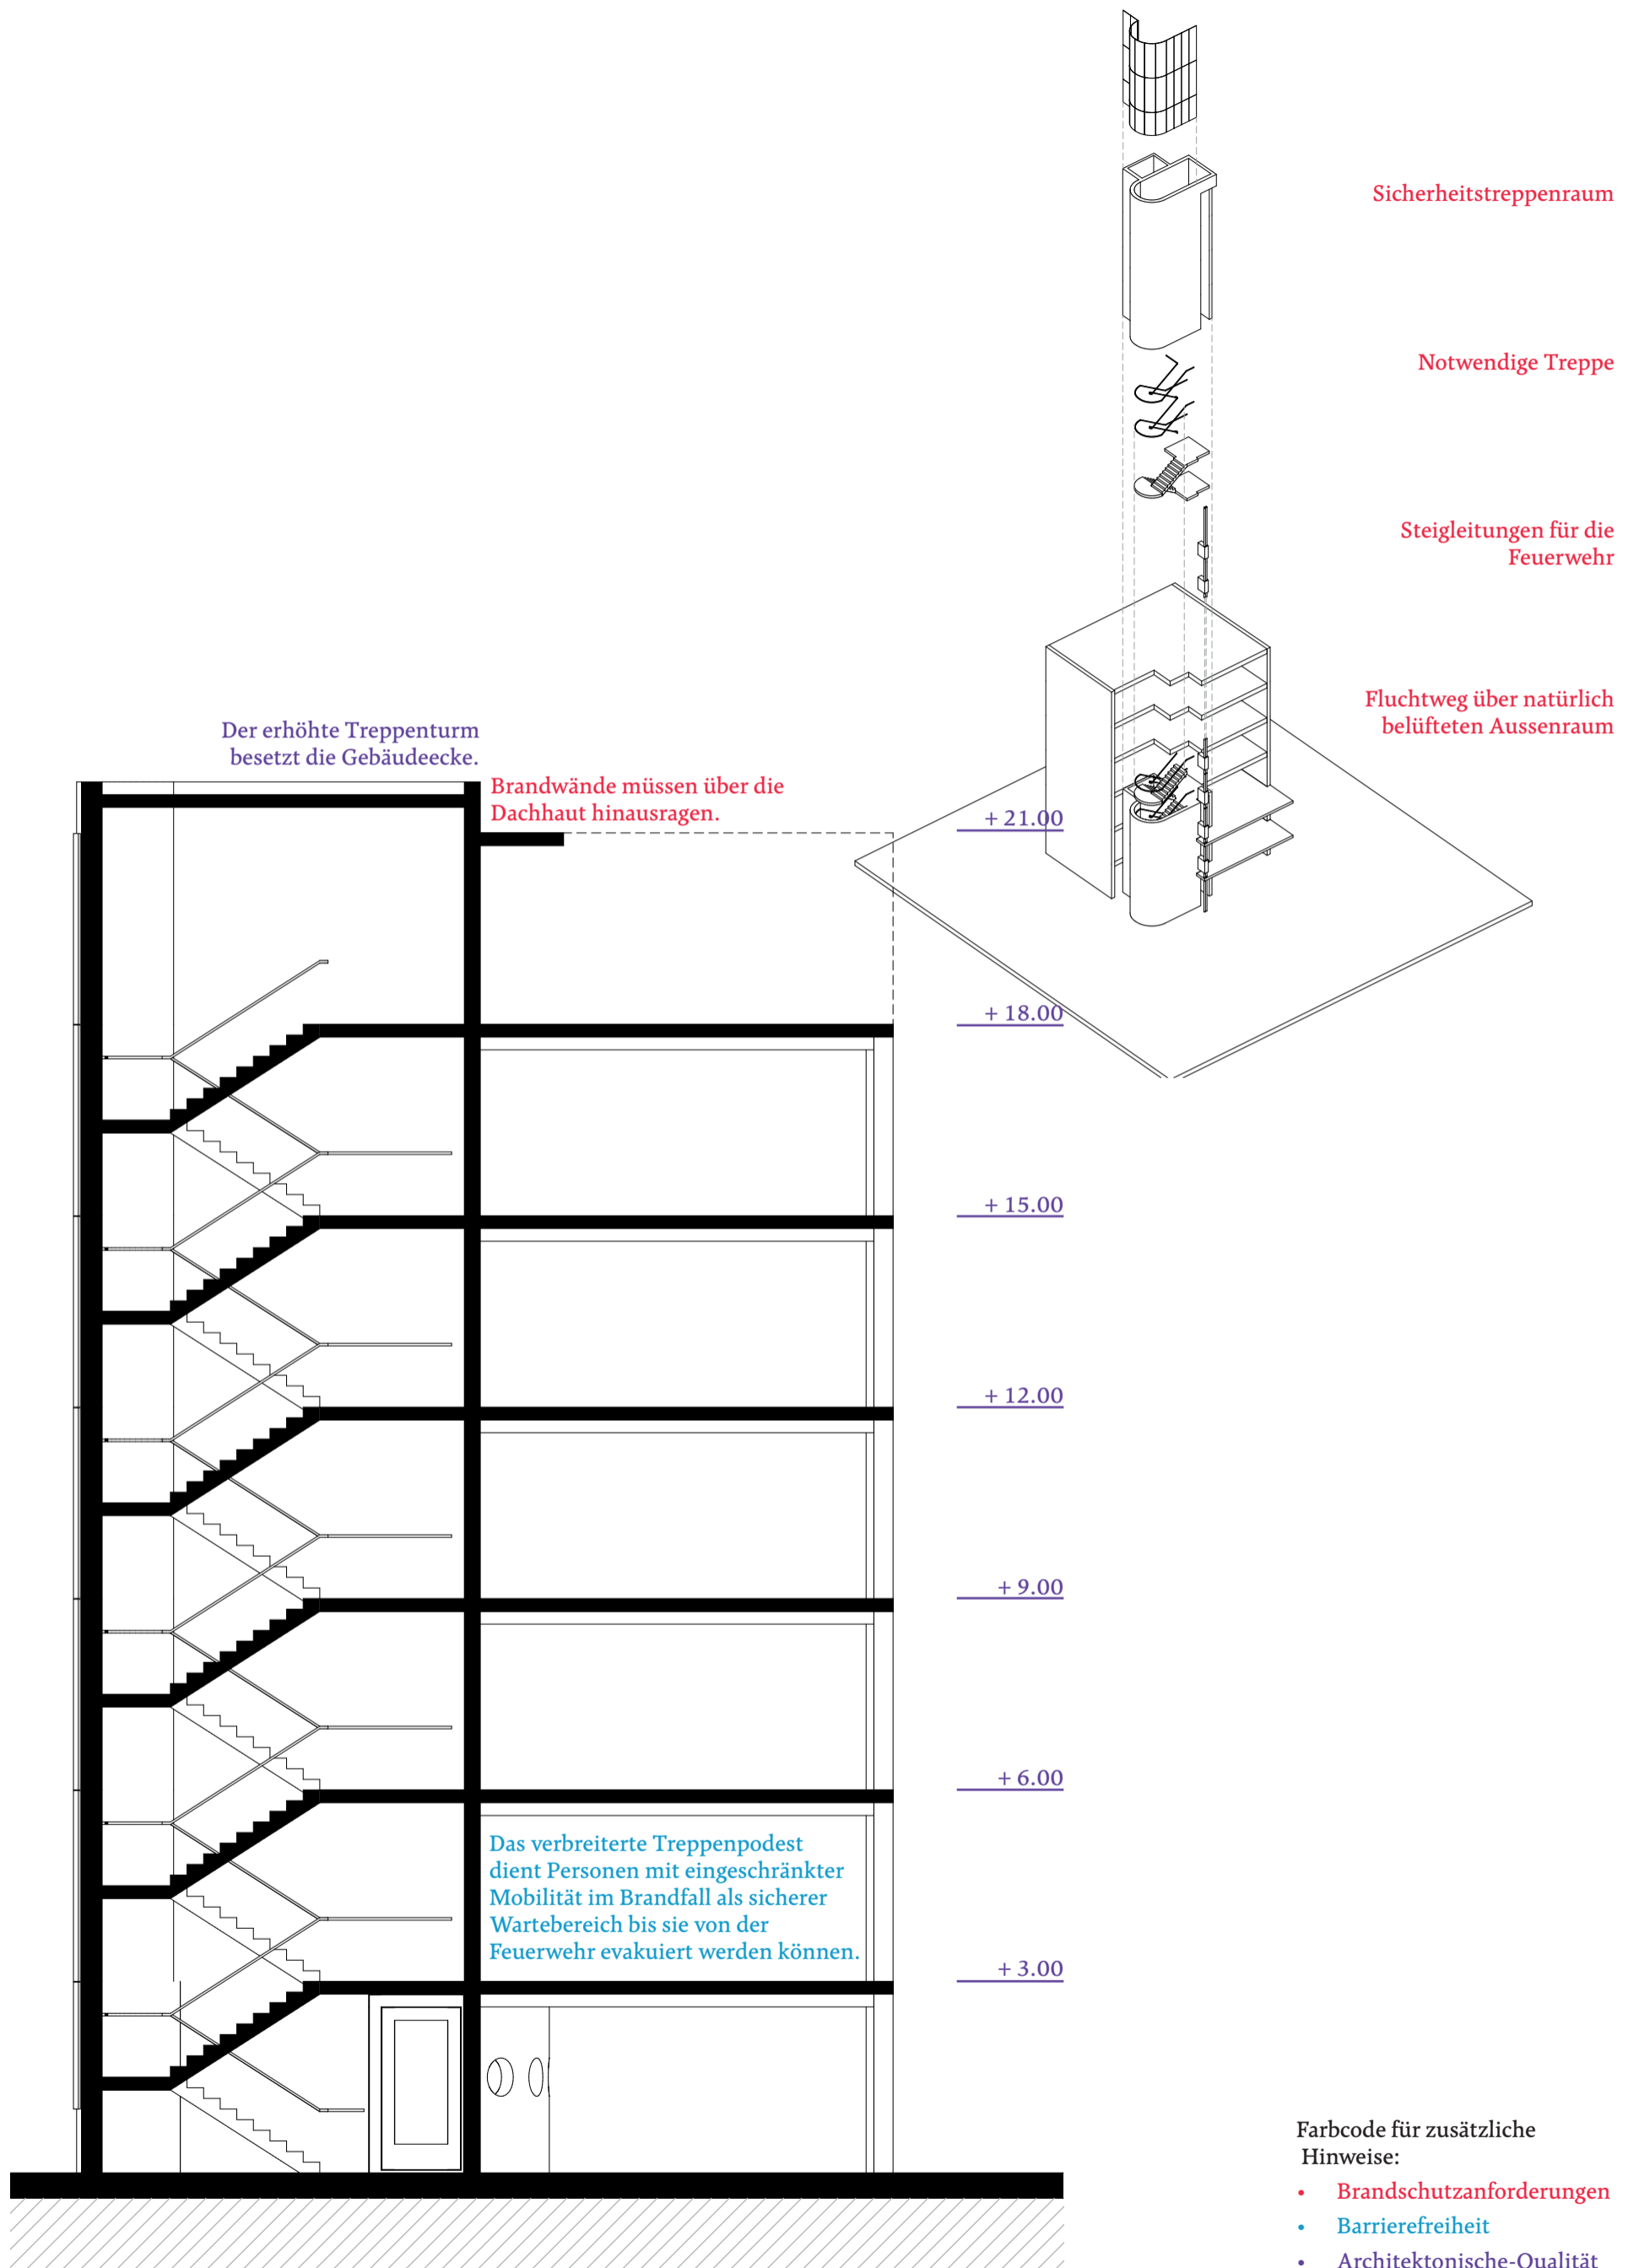 Sicherheitstreppenraum
Notwendige Treppe
Steigleitungen für die
Feuerwehr
Fluchtweg über natürlich
belüfteten Aussenraum
Der erhöhte Treppenturm
besetzt die Gebäudeecke.
Brandwände müssen über die
Dachhaut hinausragen.
+ 21.00
+ 18.00
+ 15.00
+ 12.00
+ 9.00
+ 6.00
Das verbreiterte Treppenpodest
dient Personen mit eingeschränkter
Mobilität im Brandfall als sicherer
Wartebereich bis sie von der
Feuerwehr evakuiert werden können.
+ 3.00
Farbcode für zusätzliche
Hinweise:
• Brandschutzanforderungen
• Barrierefreiheit
• Architektonische-Qualität